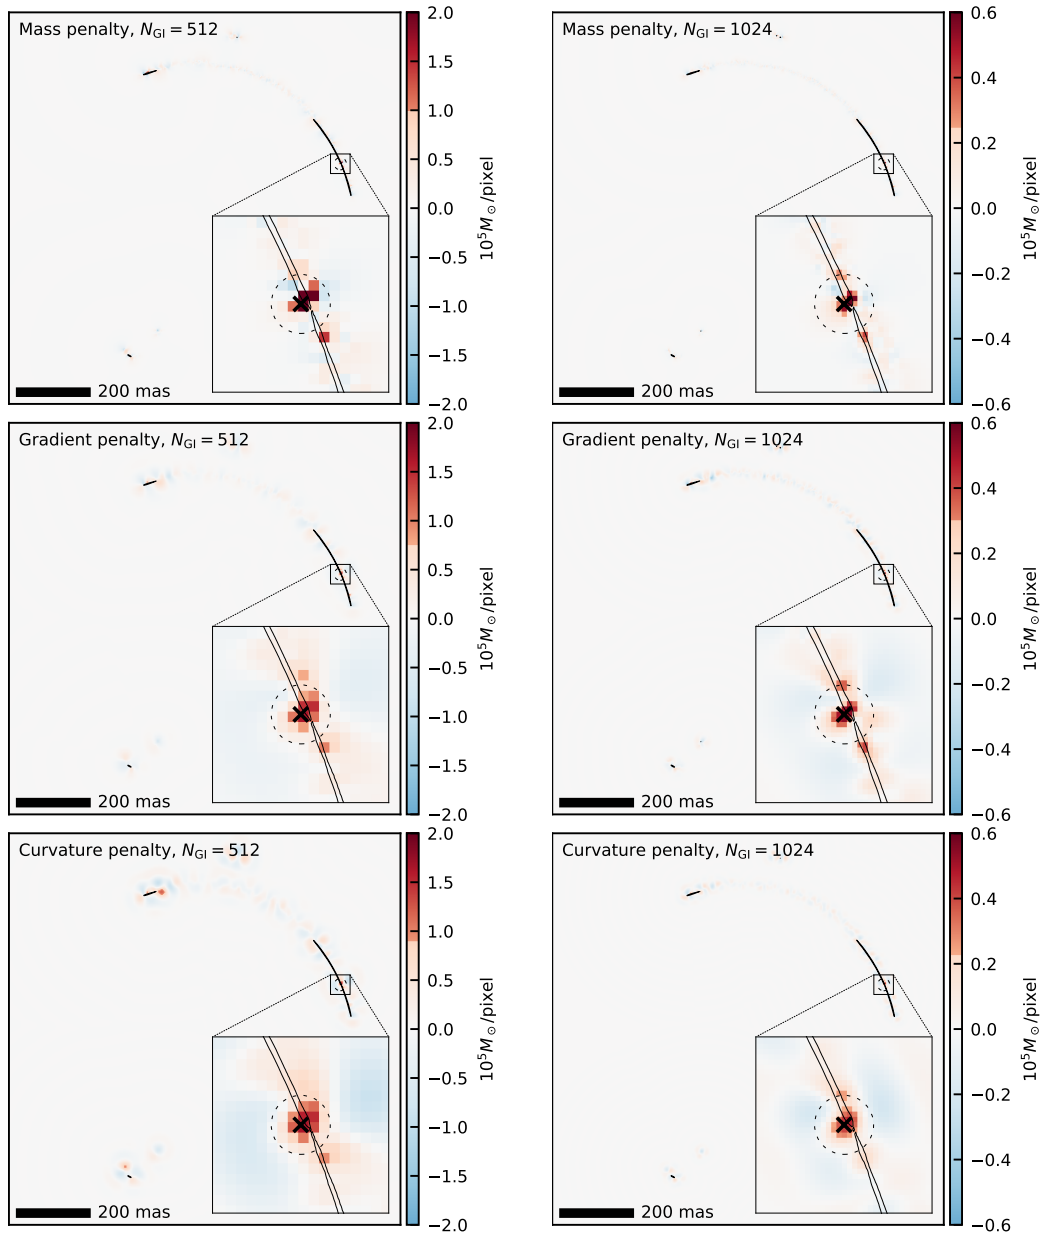 Mass penalty, N_GI = 512
200 mas
2.0
1.5
1.0
0.5
0.0
−0.5
−1.0
−1.5
−2.0
10^5 M_⊙/pixel
Mass penalty, N_GI = 1024
200 mas
0.6
0.4
0.2
0.0
−0.2
−0.4
−0.6
10^5 M_⊙/pixel
Gradient penalty, N_GI = 512
200 mas
2.0
1.5
1.0
0.5
0.0
−0.5
−1.0
−1.5
−2.0
10^5 M_⊙/pixel
Gradient penalty, N_GI = 1024
200 mas
0.6
0.4
0.2
0.0
−0.2
−0.4
−0.6
10^5 M_⊙/pixel
Curvature penalty, N_GI = 512
200 mas
2.0
1.5
1.0
0.5
0.0
−0.5
−1.0
−1.5
−2.0
10^5 M_⊙/pixel
Curvature penalty, N_GI = 1024
200 mas
0.6
0.4
0.2
0.0
−0.2
−0.4
−0.6
10^5 M_⊙/pixel